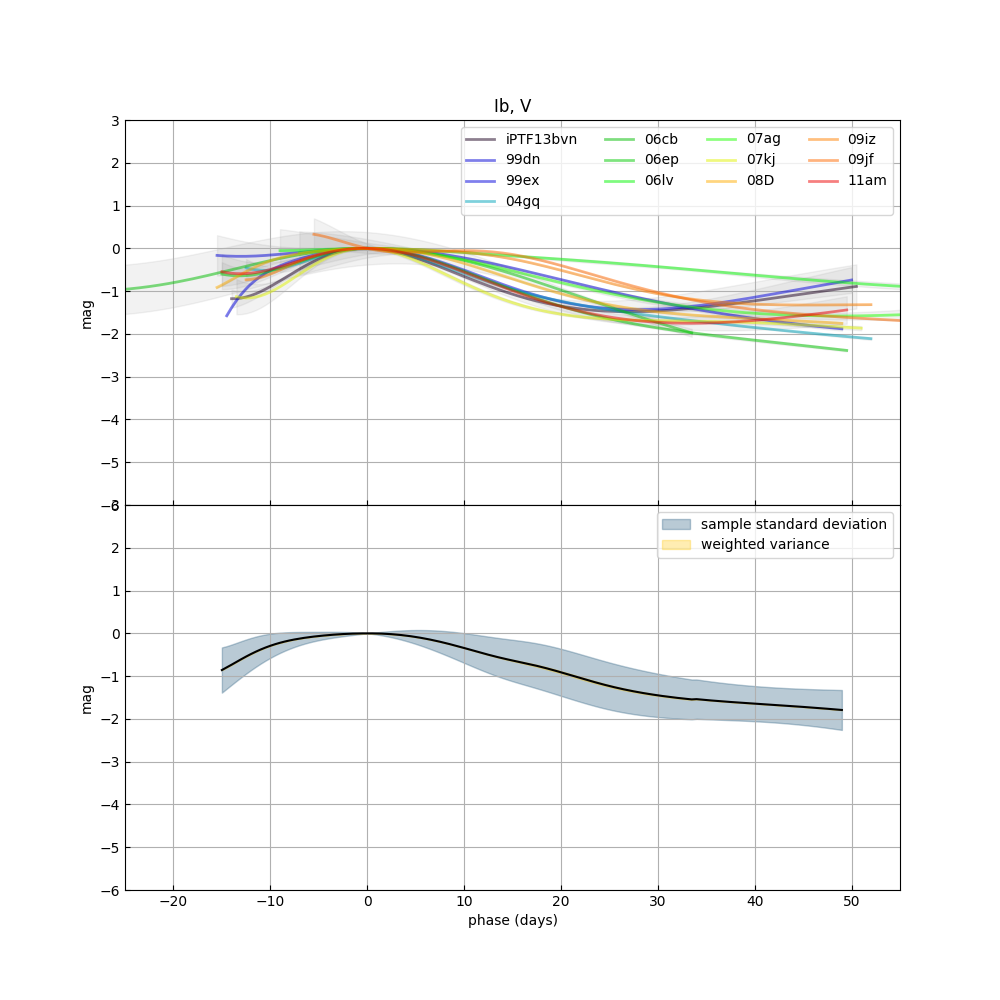 Ib, V
3
2
1
0
−1
−2
−3
−4
−5
−6
mag
iPTF13bvn 06cb 07ag 09iz
99dn 06ep 07kj 09jf
99ex 06lv 08D 11am
04gq
3
2
1
0
−1
−2
−3
−4
−5
−6
mag
sample standard deviation
weighted variance
−20 −10 0 10 20 30 40 50
phase (days)